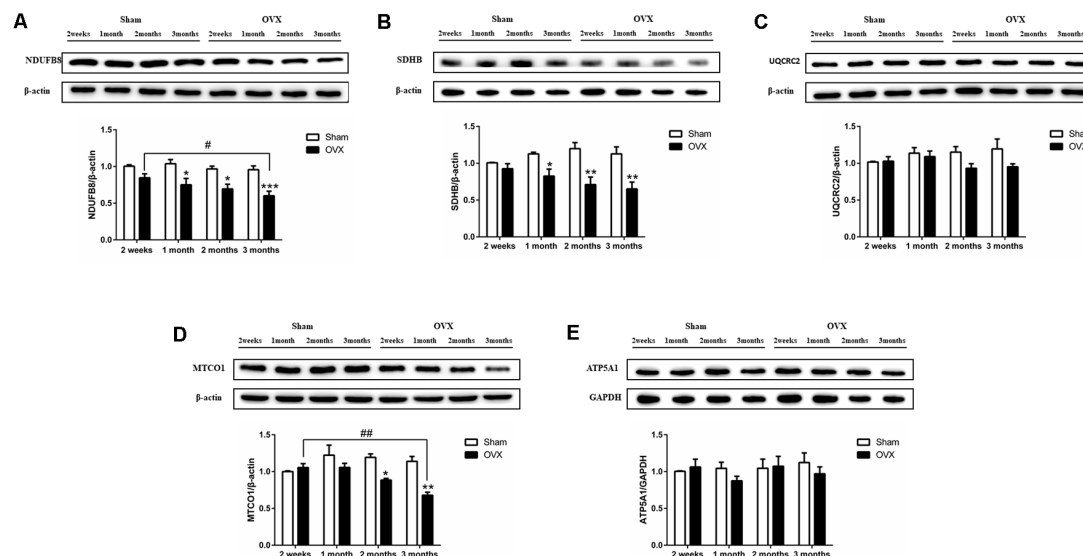 A
Sham OVX
2weeks 1month 2months 3months 2weeks 1month 2months 3months
NDUFB8
β-actin
NDUFB8/β-actin
1.5
1.0
0.5
0.0
#
* * ***
Sham
OVX
2 weeks 1 month 2 months 3 months
B
Sham OVX
2weeks 1month 2months 3months 2weeks 1month 2months 3months
SDHB
β-actin
SDHB/β-actin
1.5
1.0
0.5
0.0
* ** **
Sham
OVX
2 weeks 1 month 2 months 3 months
C
Sham OVX
2weeks 1month 2months 3months 2weeks 1month 2months 3months
UQCRC2
β-actin
UQCRC2/β-actin
1.5
1.0
0.5
0.0
Sham
OVX
2 weeks 1 month 2 months 3 months
D
Sham OVX
2weeks 1month 2months 3months 2weeks 1month 2months 3months
MTCO1
β-actin
MTCO1/β-actin
1.5
1.0
0.5
0.0
##
* **
Sham
OVX
2 weeks 1 month 2 months 3 months
E
Sham OVX
2weeks 1month 2months 3months 2weeks 1month 2months 3months
ATP5A1
GAPDH
ATP5A1/GAPDH
1.5
1.0
0.5
0.0
Sham
OVX
2 weeks 1 month 2 months 3 months